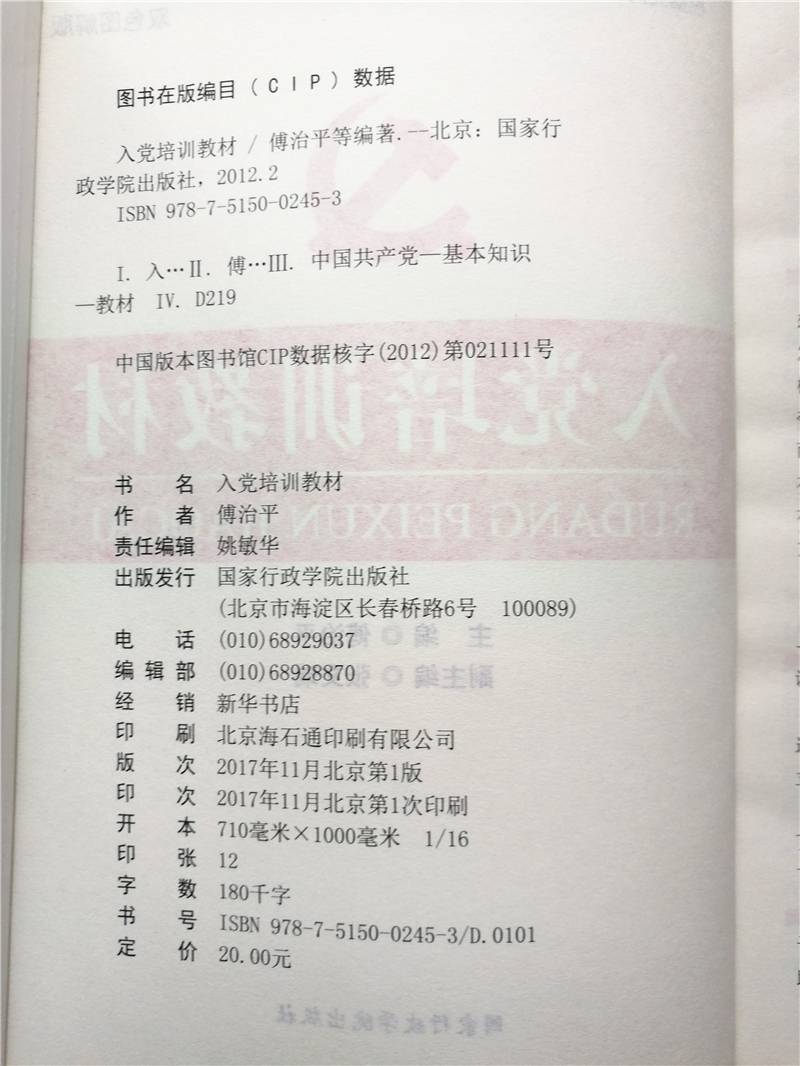 图书在版编目（CIP）数据
入党培训教材 / 傅治平等编著.--北京：国家行
政学院出版社，2012.2
ISBN 978-7-5150-0245-3
I. 入…Ⅱ. 傅…Ⅲ. 中国共产党—基本知识
—教材 IV. D219
中国版本图书馆CIP数据核字(2012)第021111号
书 名 入党培训教材
作 者 傅治平
责任编辑 姚敏华
出版发行 国家行政学院出版社
(北京市海淀区长春桥路6号 100089)
电 话 (010)68929037
编 辑 部 (010)68928870
经 销 新华书店
印 刷 北京海石通印刷有限公司
版 次 2017年11月北京第1版
印 次 2017年11月北京第1次印刷
开 本 710毫米×1000毫米 1/16
印 张 12
字 数 180千字
书 号 ISBN 978-7-5150-0245-3/D.0101
定 价 20.00元